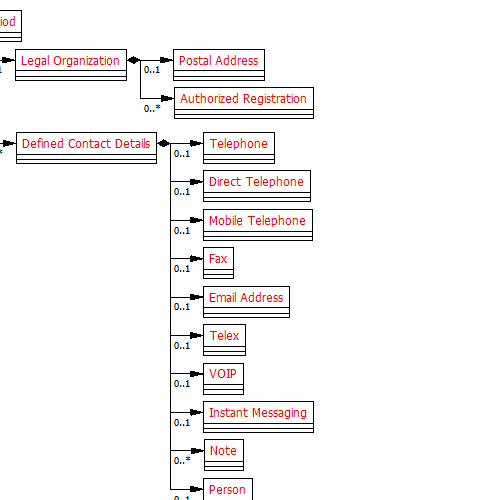 iod
1
Legal Organization
0..1
Postal Address
0..*
Authorized Registration
*
Defined Contact Details
0..1
Telephone
0..1
Direct Telephone
0..1
Mobile Telephone
0..1
Fax
0..1
Email Address
0..1
Telex
0..1
VOIP
0..1
Instant Messaging
0..*
Note
0..1
Person